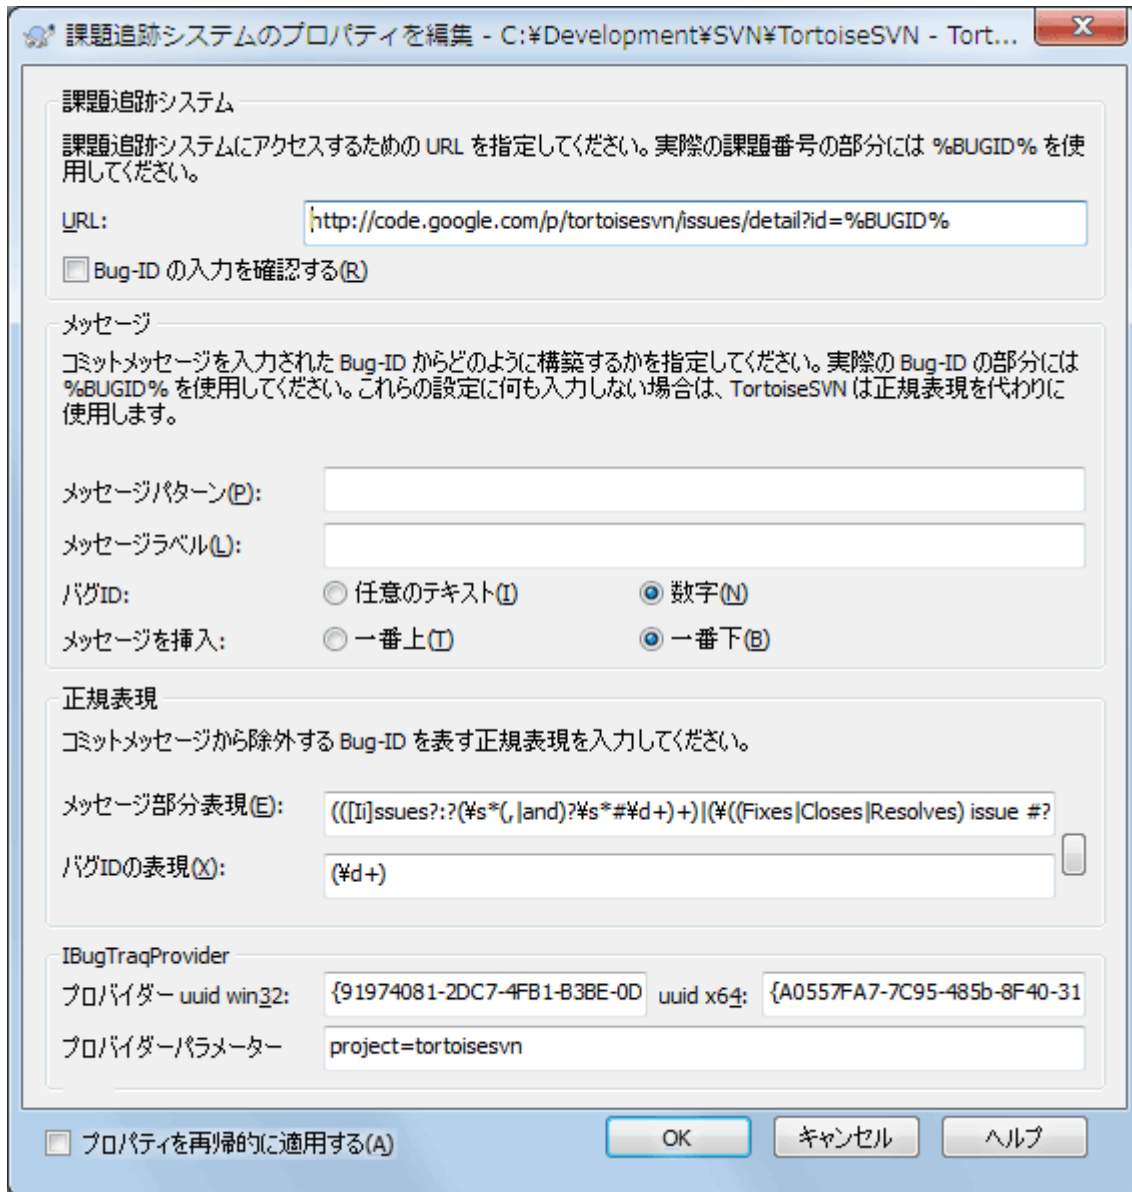 課題追跡システムのプロパティを編集 - C:¥Development¥SVN¥TortoiseSVN - Tort...
課題追跡システム
課題追跡システムにアクセスするための URL を指定してください。実際の課題番号の部分には %BUGID% を使
用してください。
URL: http://code.google.com/p/tortoisesvn/issues/detail?id=%BUGID%
Bug-ID の入力を確認する(R)
メッセージ
コミットメッセージを入力された Bug-ID からどのように構築するかを指定してください。実際の Bug-ID の部分には
%BUGID% を使用してください。これらの設定に何も入力しない場合は、TortoiseSVN は正規表現を代わりに
使用します。
メッセージパターン(P):
メッセージラベル(L):
バグID: 任意のテキスト(I) 数字(N)
メッセージを挿入: 一番上(T) 一番下(B)
正規表現
コミットメッセージから除外する Bug-ID を表す正規表現を入力してください。
メッセージ部分表現(E): (([Ii]ssues?:?(¥s*(,|and)?¥s*#¥d+)+)|(¥((Fixes|Closes|Resolves) issue #?
バグIDの表現(X): (¥d+)
IBugTraqProvider
プロバイダー uuid win32: {91974081-2DC7-4FB1-B3BE-0D uuid x64: {A0557FA7-7C95-485b-8F40-31
プロバイダーパラメーター project=tortoisesvn
プロパティを再帰的に適用する(A) OK キャンセル ヘルプ